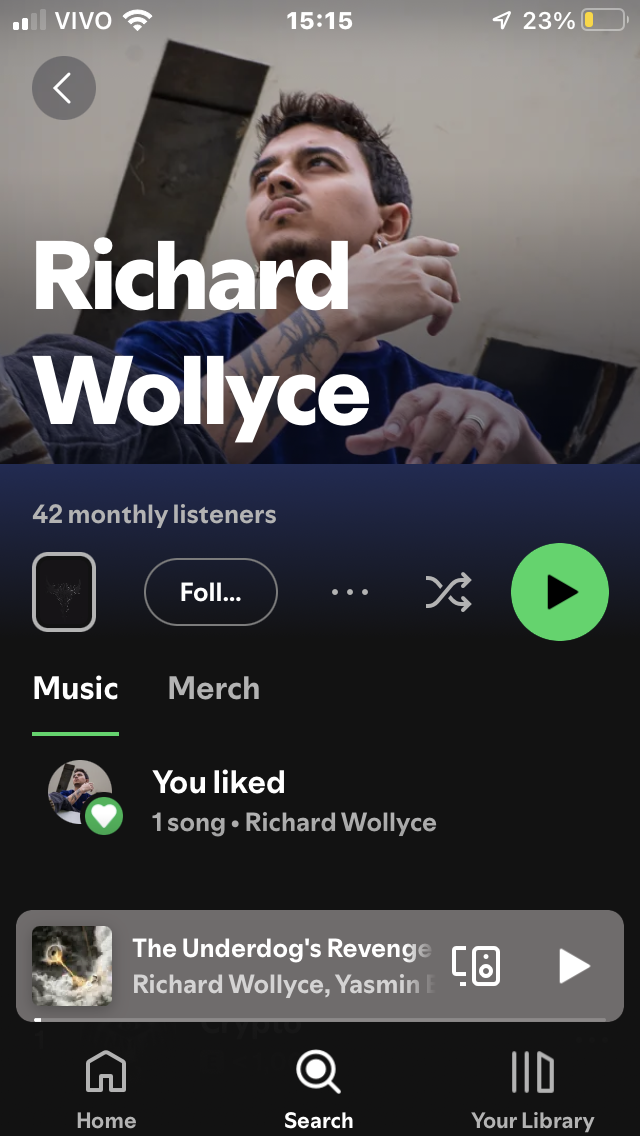 VIVO 15:15 23%
Richard
Wollyce
42 monthly listeners
Foll...
Music Merch
You liked
1 song • Richard Wollyce
The Underdog's Revenge
Richard Wollyce, Yasmin
Crypto
Home Search Your Library